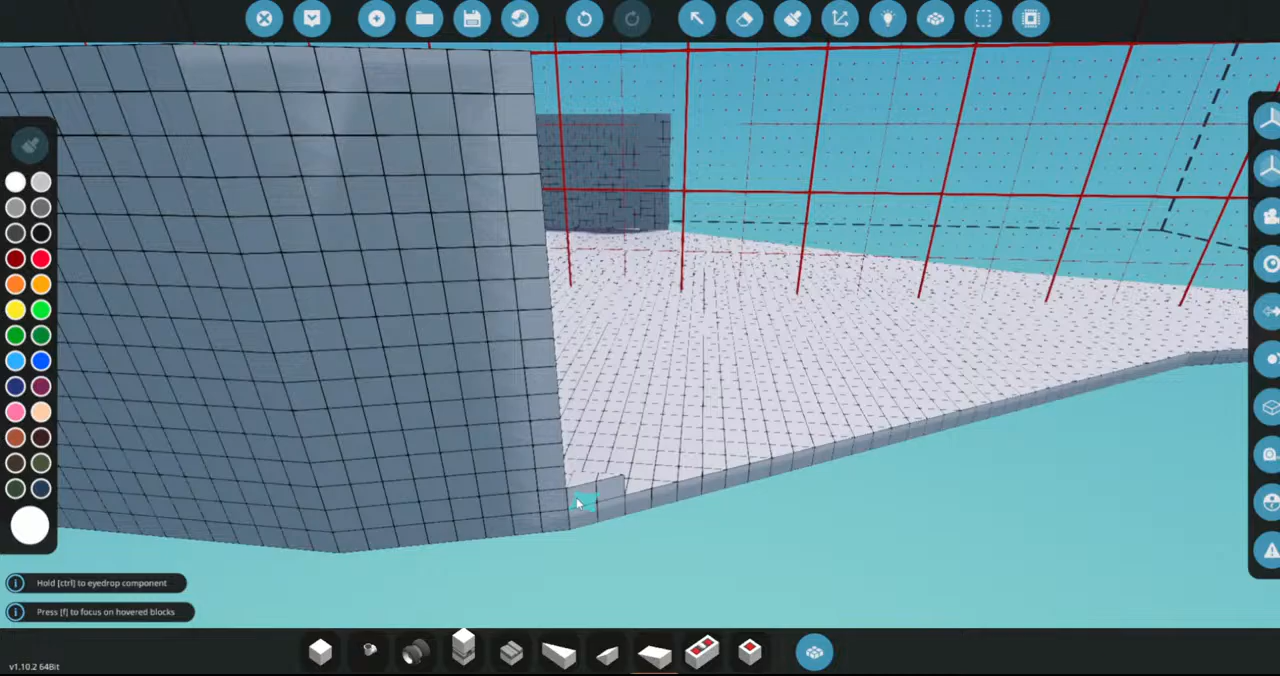 Hold [ctrl] to eyedrop component
Press [f] to focus on hovered blocks
v1.10.2 64Bit